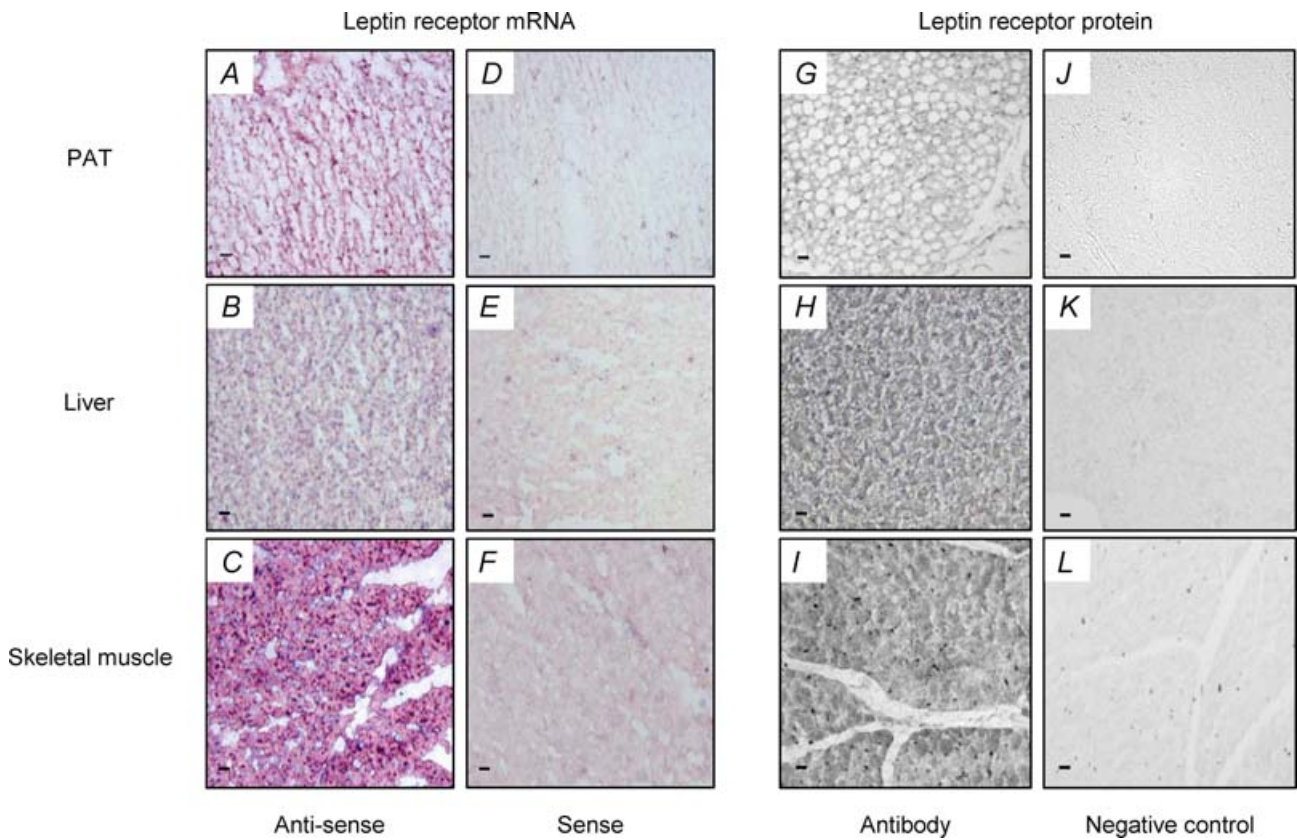 Leptin receptor mRNA
Leptin receptor protein
A
D
G
J
PAT
B
E
H
K
Liver
C
F
I
L
Skeletal muscle
Anti-sense
Sense
Antibody
Negative control